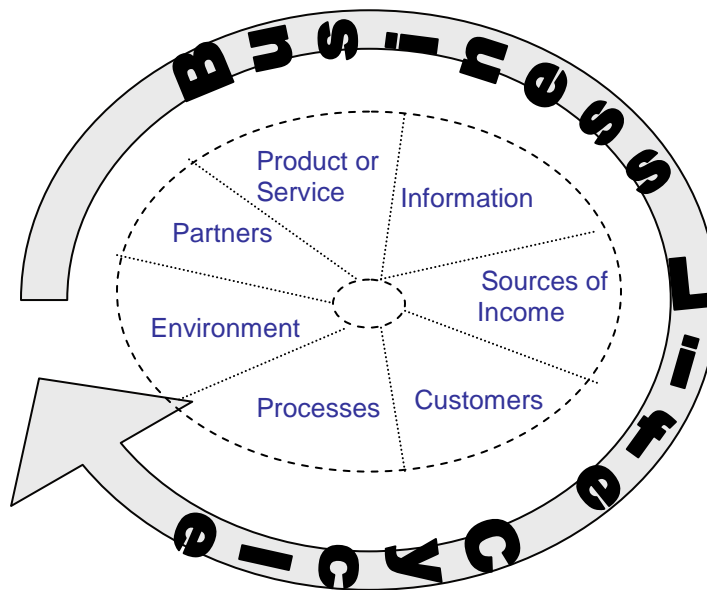 Business Life Cycle
Product or
Service
Information
Sources of
Income
Customers
Processes
Environment
Partners